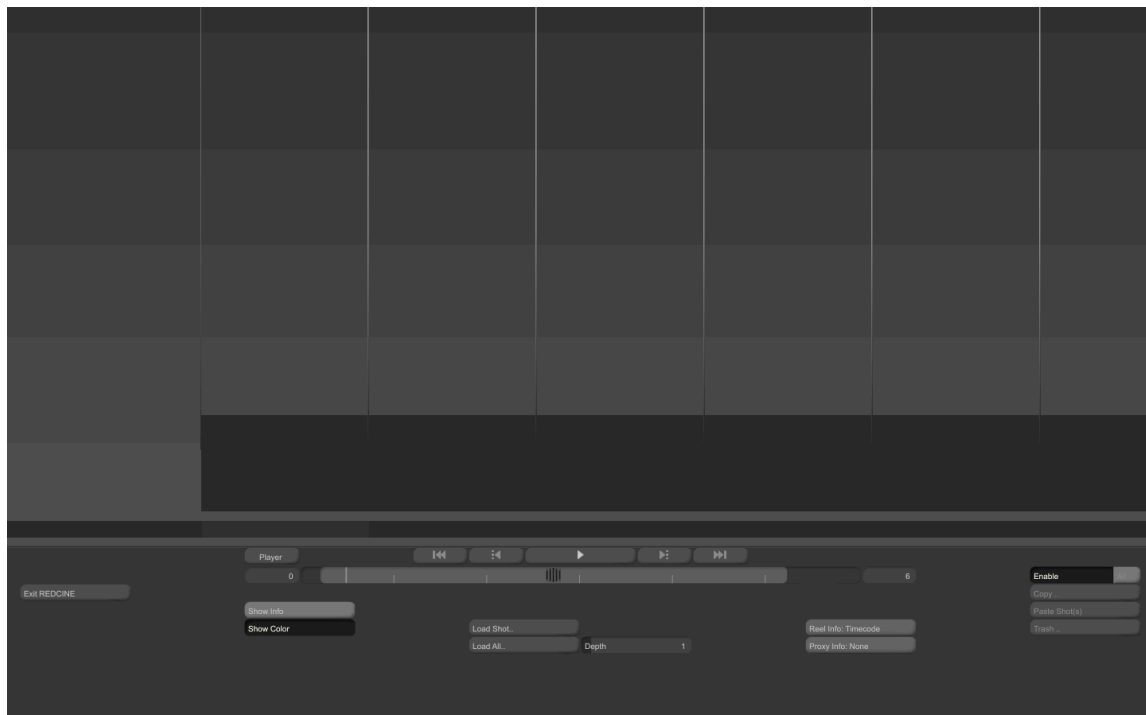 Player
0
6
Enable
All
Exit REDCINE
Copy ..
Show Info
Paste Shot(s)
Show Color
Load Shot..
Reel Info: Timecode
Trash ..
Load All..
Depth 1
Proxy Info: None